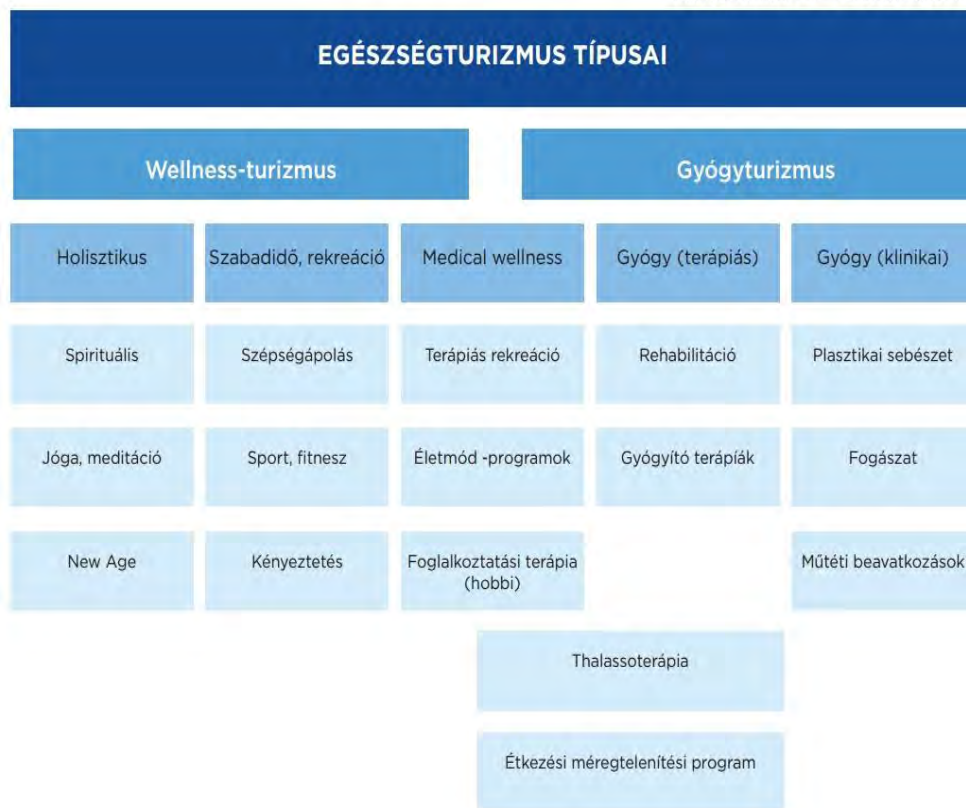 EGÉSZSÉGTURIZMUS TÍPUSAI
Wellness-turizmus
Gyógyturizmus
Holisztikus
Szabadidő, rekreáció
Medical wellness
Gyógy (terápiás)
Gyógy (klinikai)
Spirituális
Szépségápolás
Terápiás rekreáció
Rehabilitáció
Plasztikai sebészet
Jóga, meditáció
Sport, fitnesz
Életmód -programok
Gyógyító terápíák
Fogászat
New Age
Kényeztetés
Foglalkoztatási terápia
(hobbi)
Műtéti beavatkozások
Thalassoterápia
Étkezési méregtelenítési program